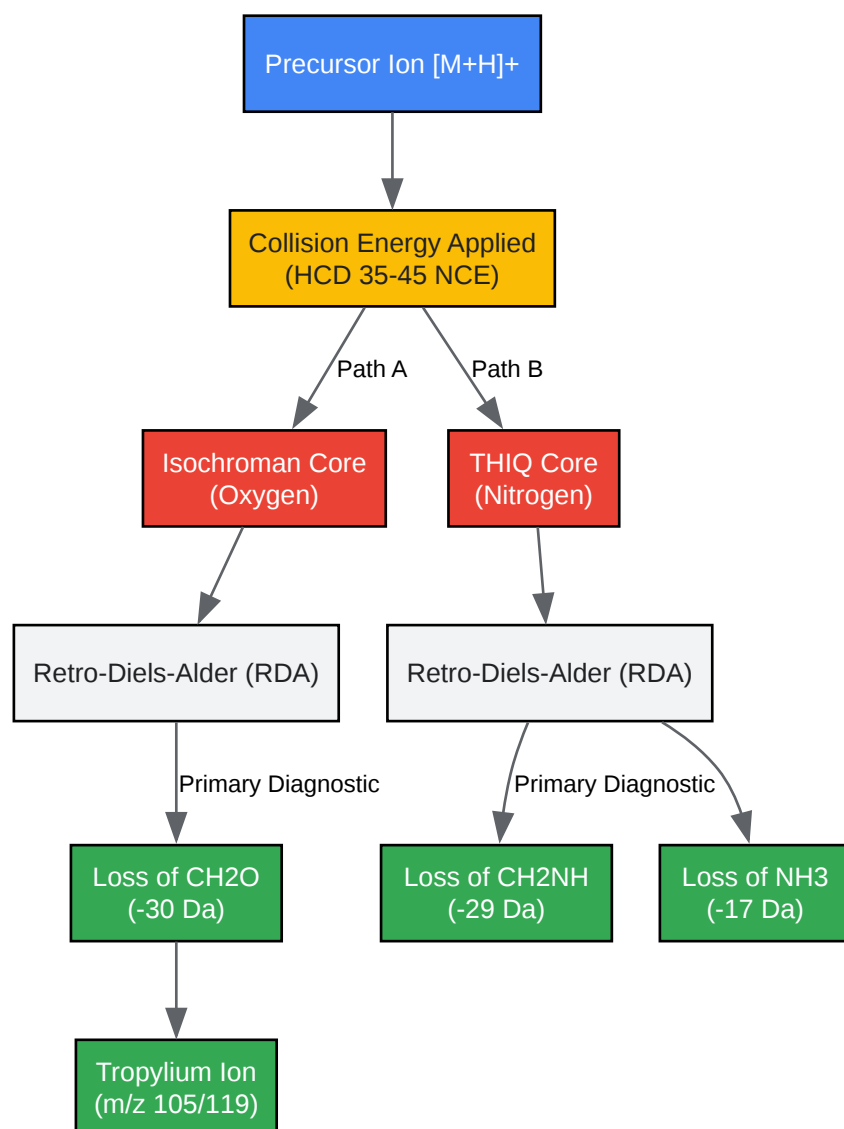 Precursor Ion [M+H]+
Collision Energy Applied
(HCD 35-45 NCE)
Path A
Path B
Isochroman Core
(Oxygen)
THIQ Core
(Nitrogen)
Retro-Diels-Alder (RDA)
Retro-Diels-Alder (RDA)
Primary Diagnostic
Primary Diagnostic
Loss of CH2O
(-30 Da)
Loss of CH2NH
(-29 Da)
Loss of NH3
(-17 Da)
Tropylium Ion
(m/z 105/119)